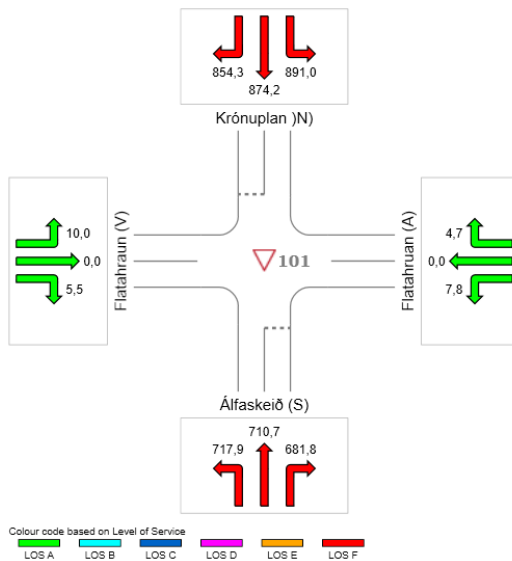 854,3
891,0
874,2
Krónuplan )N)
10,0
0,0
5,5
Flatahraun (V)
101
Flatahruan (A)
4,7
0,0
7,8
Álfaskeið (S)
710,7
717,9
681,8
Colour code based on Level of Service
LOS A
LOS B
LOS C
LOS D
LOS E
LOS F